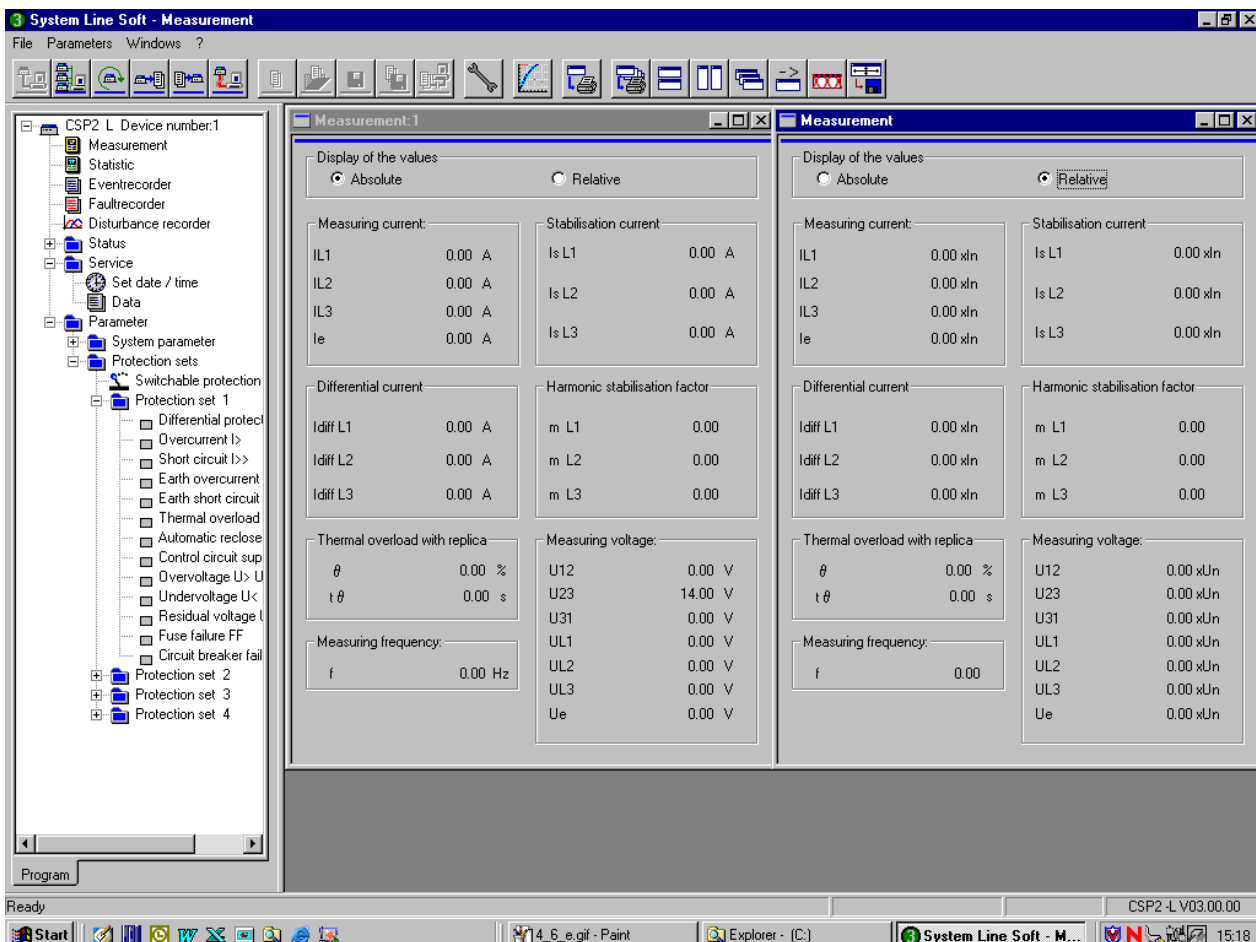 System Line Soft - Measurement
File Parameters Windows ?
CSP2 L Device number:1
Measurement
Statistic
Eventrecorder
Faultrecorder
Disturbance recorder
Status
Service
Set date / time
Data
Parameter
System parameter
Protection sets
Switchable protection
Protection set 1
Differential protect
Overcurrent I>
Short circuit I>>
Earth overcurrent
Earth short circuit
Thermal overload
Automatic reclose
Control circuit sup
Overvoltage U> U
Undervoltage U<
Residual voltage
Fuse failure FF
Circuit breaker fail
Protection set 2
Protection set 3
Protection set 4
Program
Measurement:1
Display of the values
Absolute Relative
Measuring current:
IL1 0.00 A
IL2 0.00 A
IL3 0.00 A
Ie 0.00 A
Stabilisation current
Is L1 0.00 A
Is L2 0.00 A
Is L3 0.00 A
Differential current
Idiff L1 0.00 A
Idiff L2 0.00 A
Idiff L3 0.00 A
Harmonic stabilisation factor
m L1 0.00
m L2 0.00
m L3 0.00
Thermal overload with replica
θ 0.00 %
t θ 0.00 s
Measuring frequency:
f 0.00 Hz
Measuring voltage:
U12 0.00 V
U23 14.00 V
U31 0.00 V
UL1 0.00 V
UL2 0.00 V
UL3 0.00 V
Ue 0.00 V
Measurement
Display of the values
Absolute Relative
Measuring current:
IL1 0.00 xIn
IL2 0.00 xIn
IL3 0.00 xIn
Ie 0.00 xIn
Stabilisation current
Is L1 0.00 xIn
Is L2 0.00 xIn
Is L3 0.00 xIn
Differential current
Idiff L1 0.00 xIn
Idiff L2 0.00 xIn
Idiff L3 0.00 xIn
Harmonic stabilisation factor
m L1 0.00
m L2 0.00
m L3 0.00
Thermal overload with replica
θ 0.00 %
t θ 0.00 s
Measuring frequency:
f 0.00
Measuring voltage:
U12 0.00 xUn
U23 0.00 xUn
U31 0.00 xUn
UL1 0.00 xUn
UL2 0.00 xUn
UL3 0.00 xUn
Ue 0.00 xUn
Ready CSP2 -L V03.00.00
Start 4_6_e.gif - Paint Explorer - (C:) System Line Soft - M... 15:18